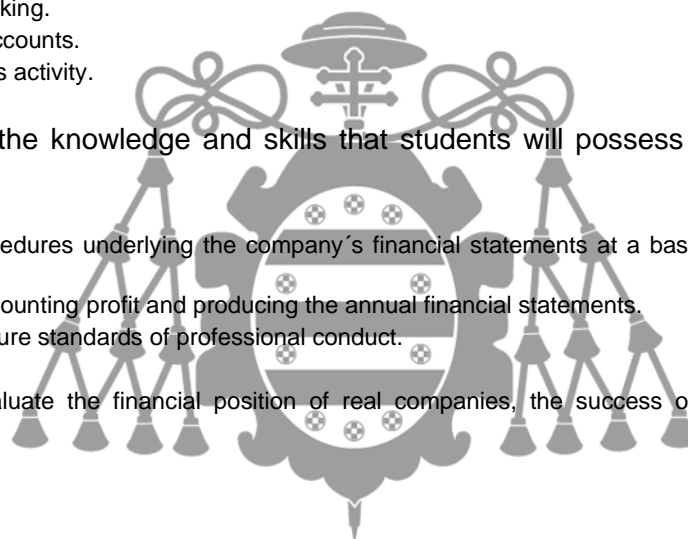 king.
ccounts.
s activity.
the knowledge and skills that students will possess
edures underlying the company´s financial statements at a bas
ounting profit and producing the annual financial statements.
ure standards of professional conduct.
aluate the financial position of real companies, the success o